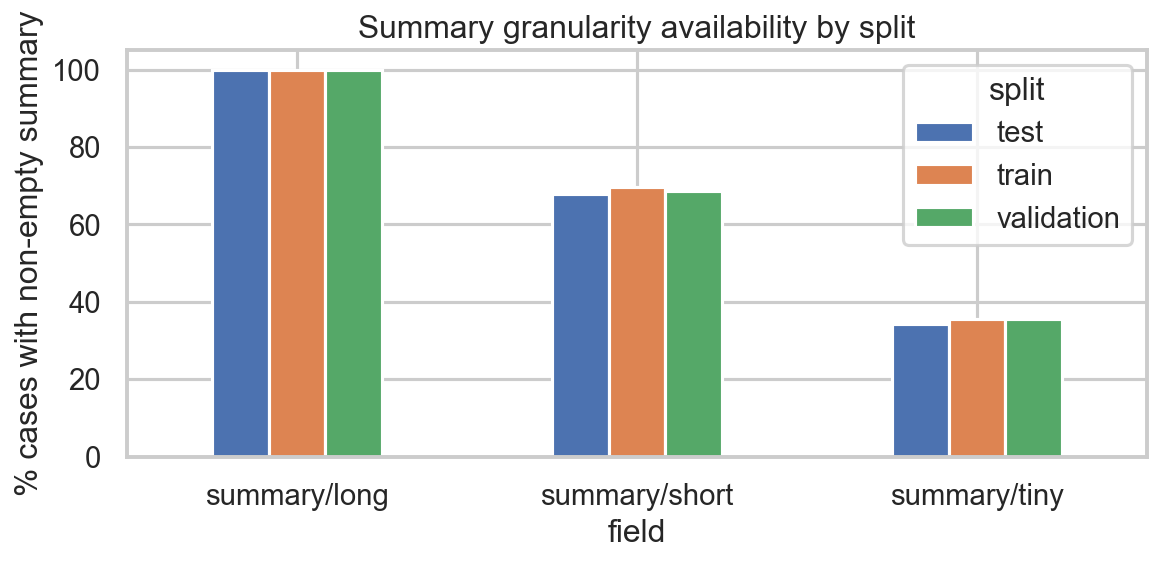 Summary granularity availability by split
% cases with non-empty summary
100
80
60
40
20
0
split
test
train
validation
summary/long
summary/short
summary/tiny
field